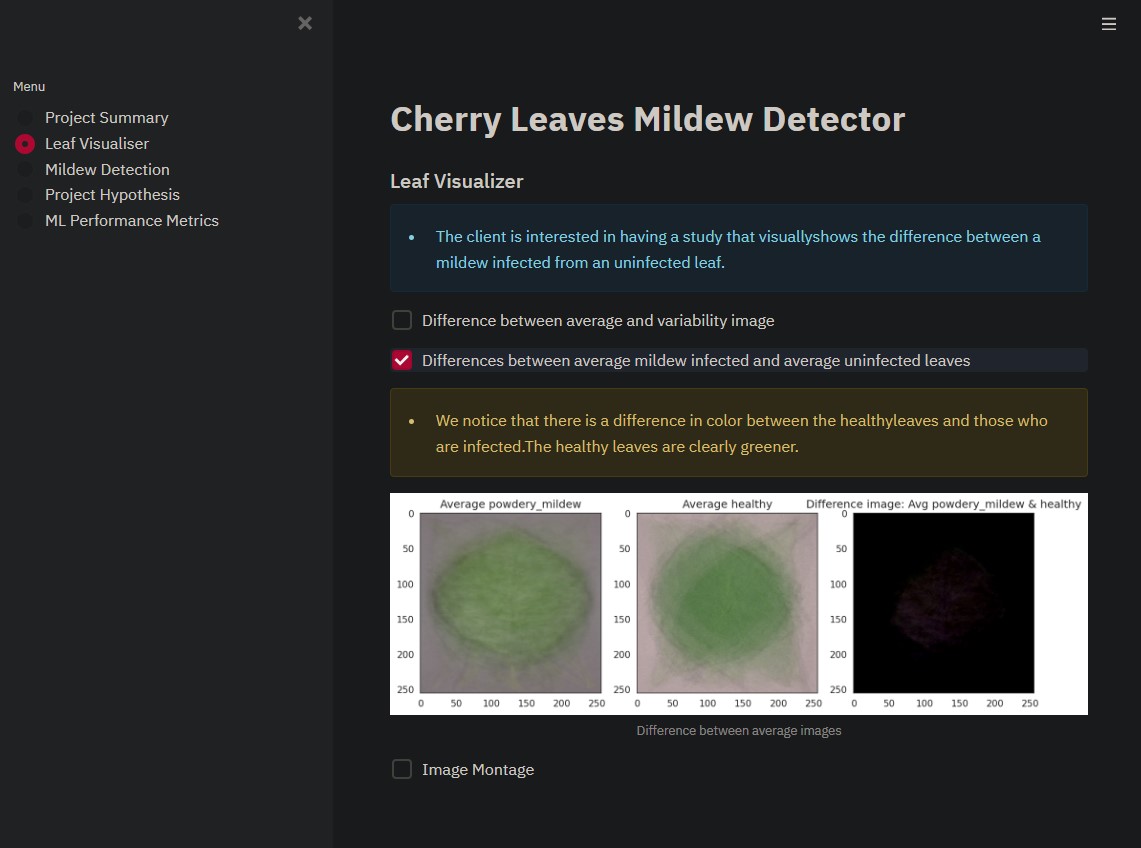 Menu
Project Summary
Leaf Visualiser
Mildew Detection
Project Hypothesis
ML Performance Metrics
Cherry Leaves Mildew Detector
Leaf Visualizer
The client is interested in having a study that visuallyshows the difference between a
mildew infected from an uninfected leaf.
Difference between average and variability image
Differences between average mildew infected and average uninfected leaves
We notice that there is a difference in color between the healthyleaves and those who
are infected.The healthy leaves are clearly greener.
Average powdery_mildew
0
50
100
150
200
250
0 50 100 150 200 250
Average healthy
0
50
100
150
200
250
0 50 100 150 200 250
Difference image: Avg powdery_mildew & healthy
0
50
100
150
200
250
0 50 100 150 200 250
Difference between average images
Image Montage